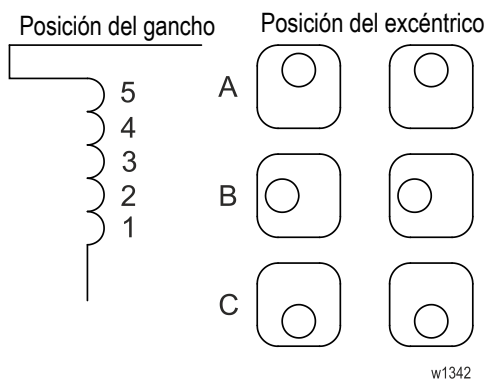 Posición del gancho
Posición del excéntrico
5
4
3
2
1
A
B
C
w1342